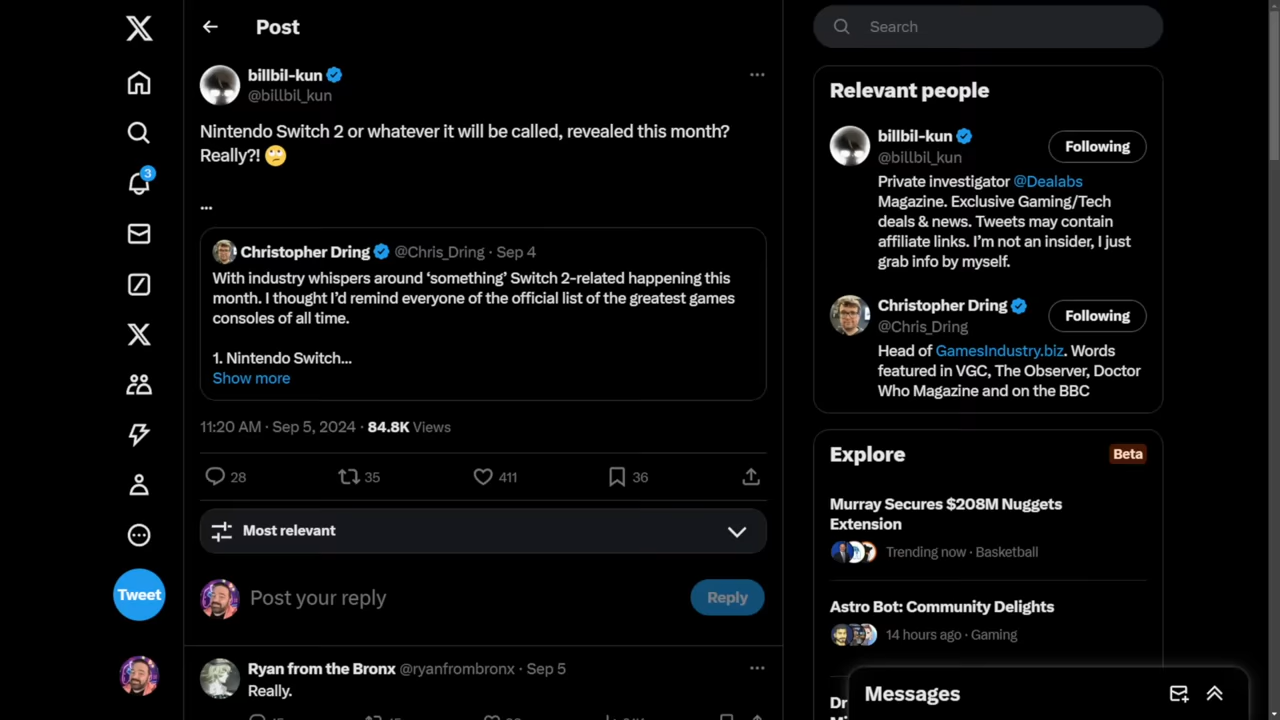 Post
billbil-kun
@billbil_kun
Nintendo Switch 2 or whatever it will be called, revealed this month?
Really?! 🙄
...
Christopher Dring @Chris_Dring · Sep 4
With industry whispers around ‘something’ Switch 2-related happening this
month. I thought I’d remind everyone of the official list of the greatest games
consoles of all time.
1. Nintendo Switch...
Show more
11:20 AM · Sep 5, 2024 · 84.8K Views
28
35
411
36
Most relevant
Post your reply
Reply
Ryan from the Bronx @ryanfrombronx · Sep 5
Really.
3
Tweet
Search
Relevant people
billbil-kun
@billbil_kun
Following
Private investigator @Dealabs
Magazine. Exclusive Gaming/Tech
deals & news. Tweets may contain
affiliate links. I’m not an insider, I just
grab info by myself.
Christopher Dring
@Chris_Dring
Following
Head of GamesIndustry.biz. Words
featured in VGC, The Observer, Doctor
Who Magazine and on the BBC
Explore
Beta
Murray Secures $208M Nuggets
Extension
Trending now · Basketball
Astro Bot: Community Delights
14 hours ago · Gaming
Messages